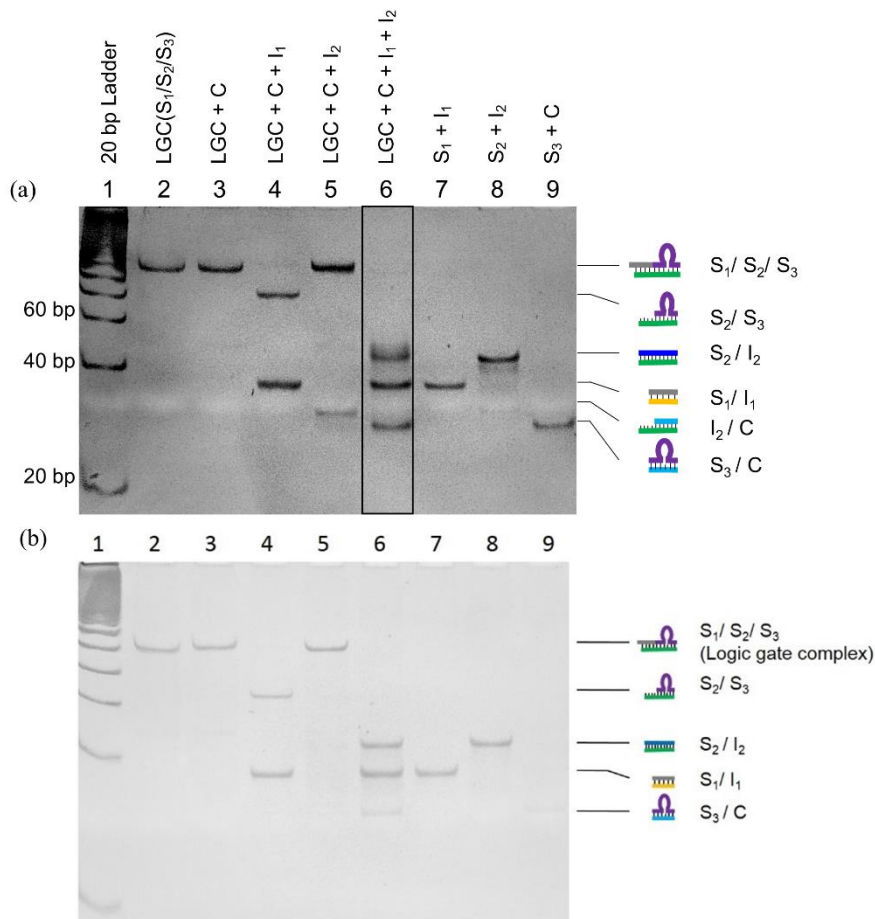 20 bp Ladder
LGC(S₁/S₂/S₃)
LGC + C
LGC + C + I₁
LGC + C + I₂
LGC + C + I₁ + I₂
S₁ + I₁
S₂ + I₂
S₃ + C
(a)
1 2 3 4 5 6 7 8 9
60 bp
40 bp
20 bp
S₁/ S₂/ S₃
S₂/ S₃
S₂ / I₂
S₁/ I₁
I₂ / C
S₃ / C
(b)
1 2 3 4 5 6 7 8 9
S₁/ S₂/ S₃
(Logic gate complex)
S₂/ S₃
S₂ / I₂
S₁/ I₁
S₃ / C